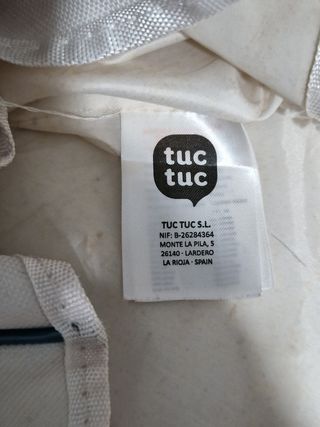 tuc
tuc
TUC TUC S.L.
NIF: B-26284364
MONTE LA PILA, 5
26140 - LARDERO
LA RIOJA - SPAIN